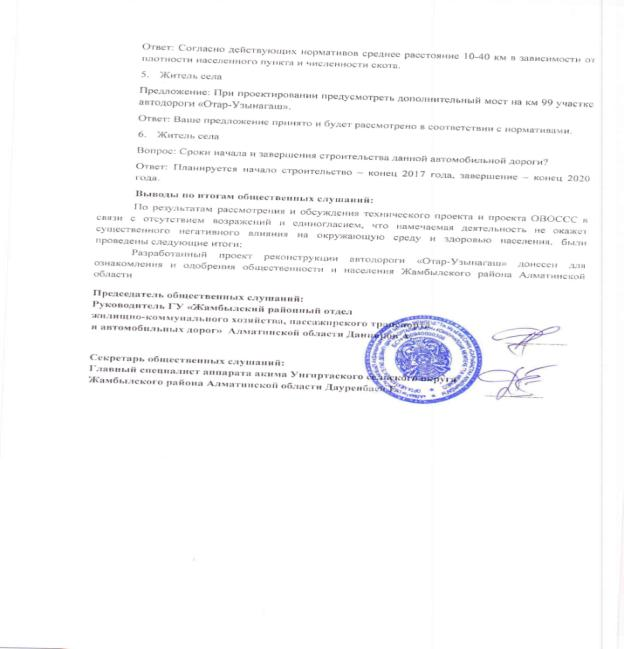 Ответ: Согласно действующих нормативов среднее расстояние 10-40 км в зависимости от
плотности населенного пункта и численности скота.
5. Житель села
Предложение: При проектировании предусмотреть дополнительный мост на км 99 участке
автодороги «Отар-Узынагаш».
Ответ: Ваше предложение принято и будет рассмотрено в соответствии с нормативами.
6. Житель села
Вопрос: Сроки начала и завершения строительства данной автомобильной дороги?
Ответ: Планируется начало строительство – конец 2017 года, завершение – конец 2020
года.
Выводы по итогам общественных слушаний:
По результатам рассмотрения и обсуждения технического проекта и проекта ОВОССС в
связи с отсутствием возражений и единогласием, что намечаемая деятельность не окажет
существенного негативного влияния на окружающую среду и здоровью населения, были
проведены следующие итоги:
Разработанный проект реконструкции автодороги «Отар-Узынагаш» донесен для
ознакомления и одобрения общественности и населения Жамбылского района Алматинской
области
Председатель общественных слушаний:
Руководитель ГУ «Жамбылский районный отдел
жилищно-коммунального хозяйства, пассажирского транспорта
и автомобильных дорог» Алматинской области
Секретарь общественных слушаний:
Главный специалист аппарата акима Унгиртаского сельского округа
Жамбылского района Алматинской области